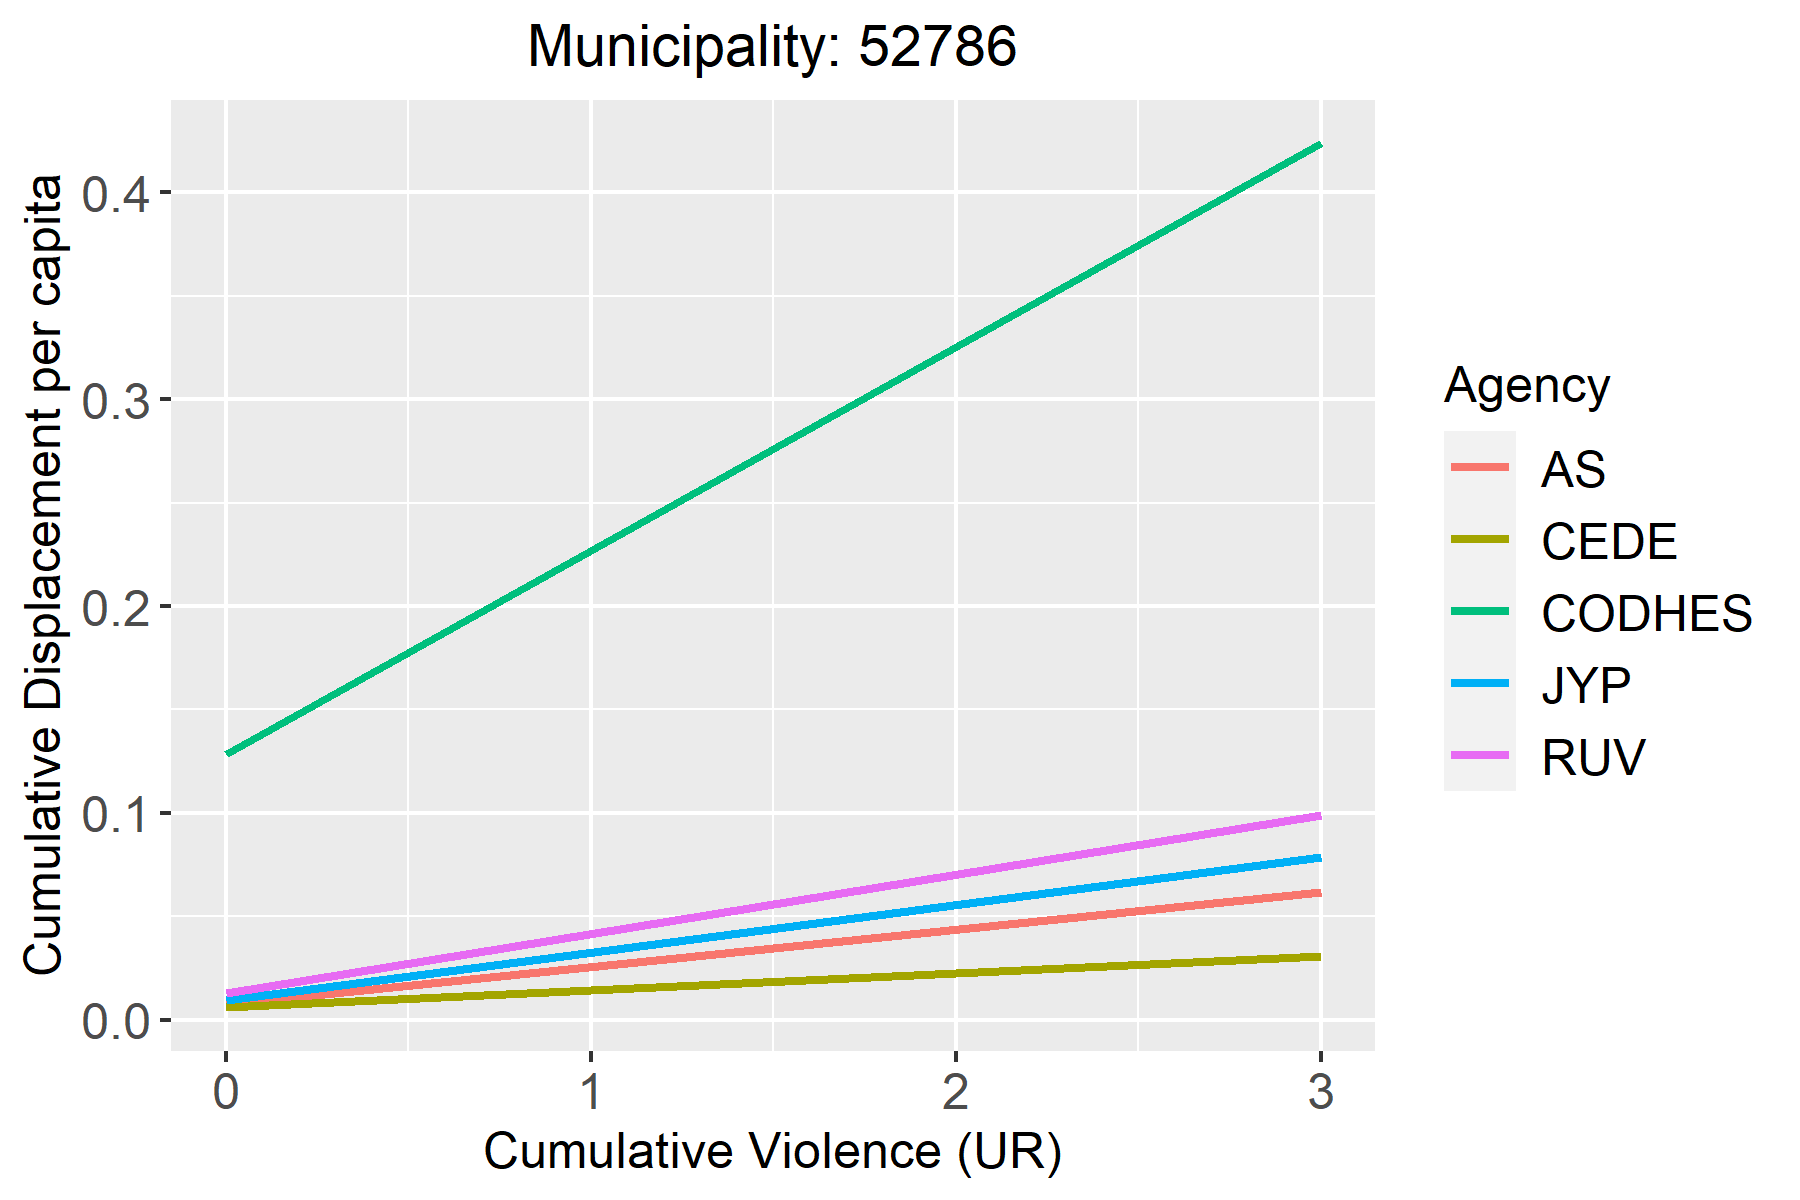 Municipality: 52786
Cumulative Displacement per capita
0.4
0.3
0.2
0.1
0.0
0
1
2
3
Cumulative Violence (UR)
Agency
AS
CEDE
CODHES
JYP
RUV